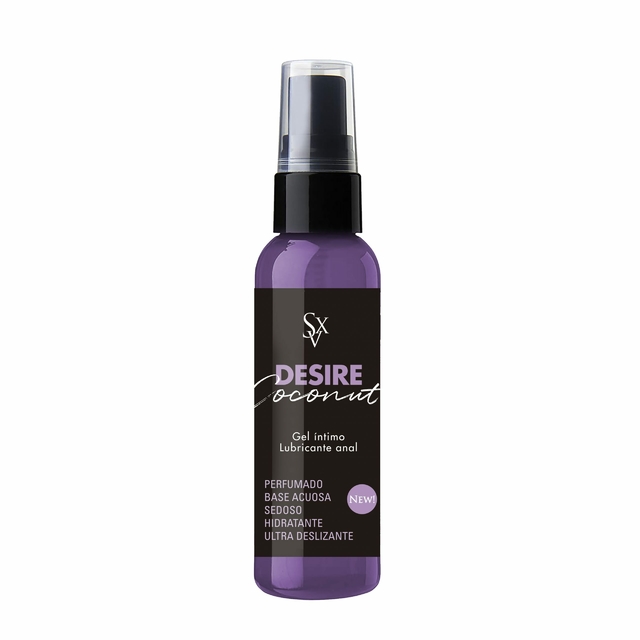 SXV
DESIRE
Coconut
Gel íntimo
Lubricante anal
PERFUMADO
BASE ACUOSA
SEDOSO
HIDRATANTE
ULTRA DESLIZANTE
NEW!